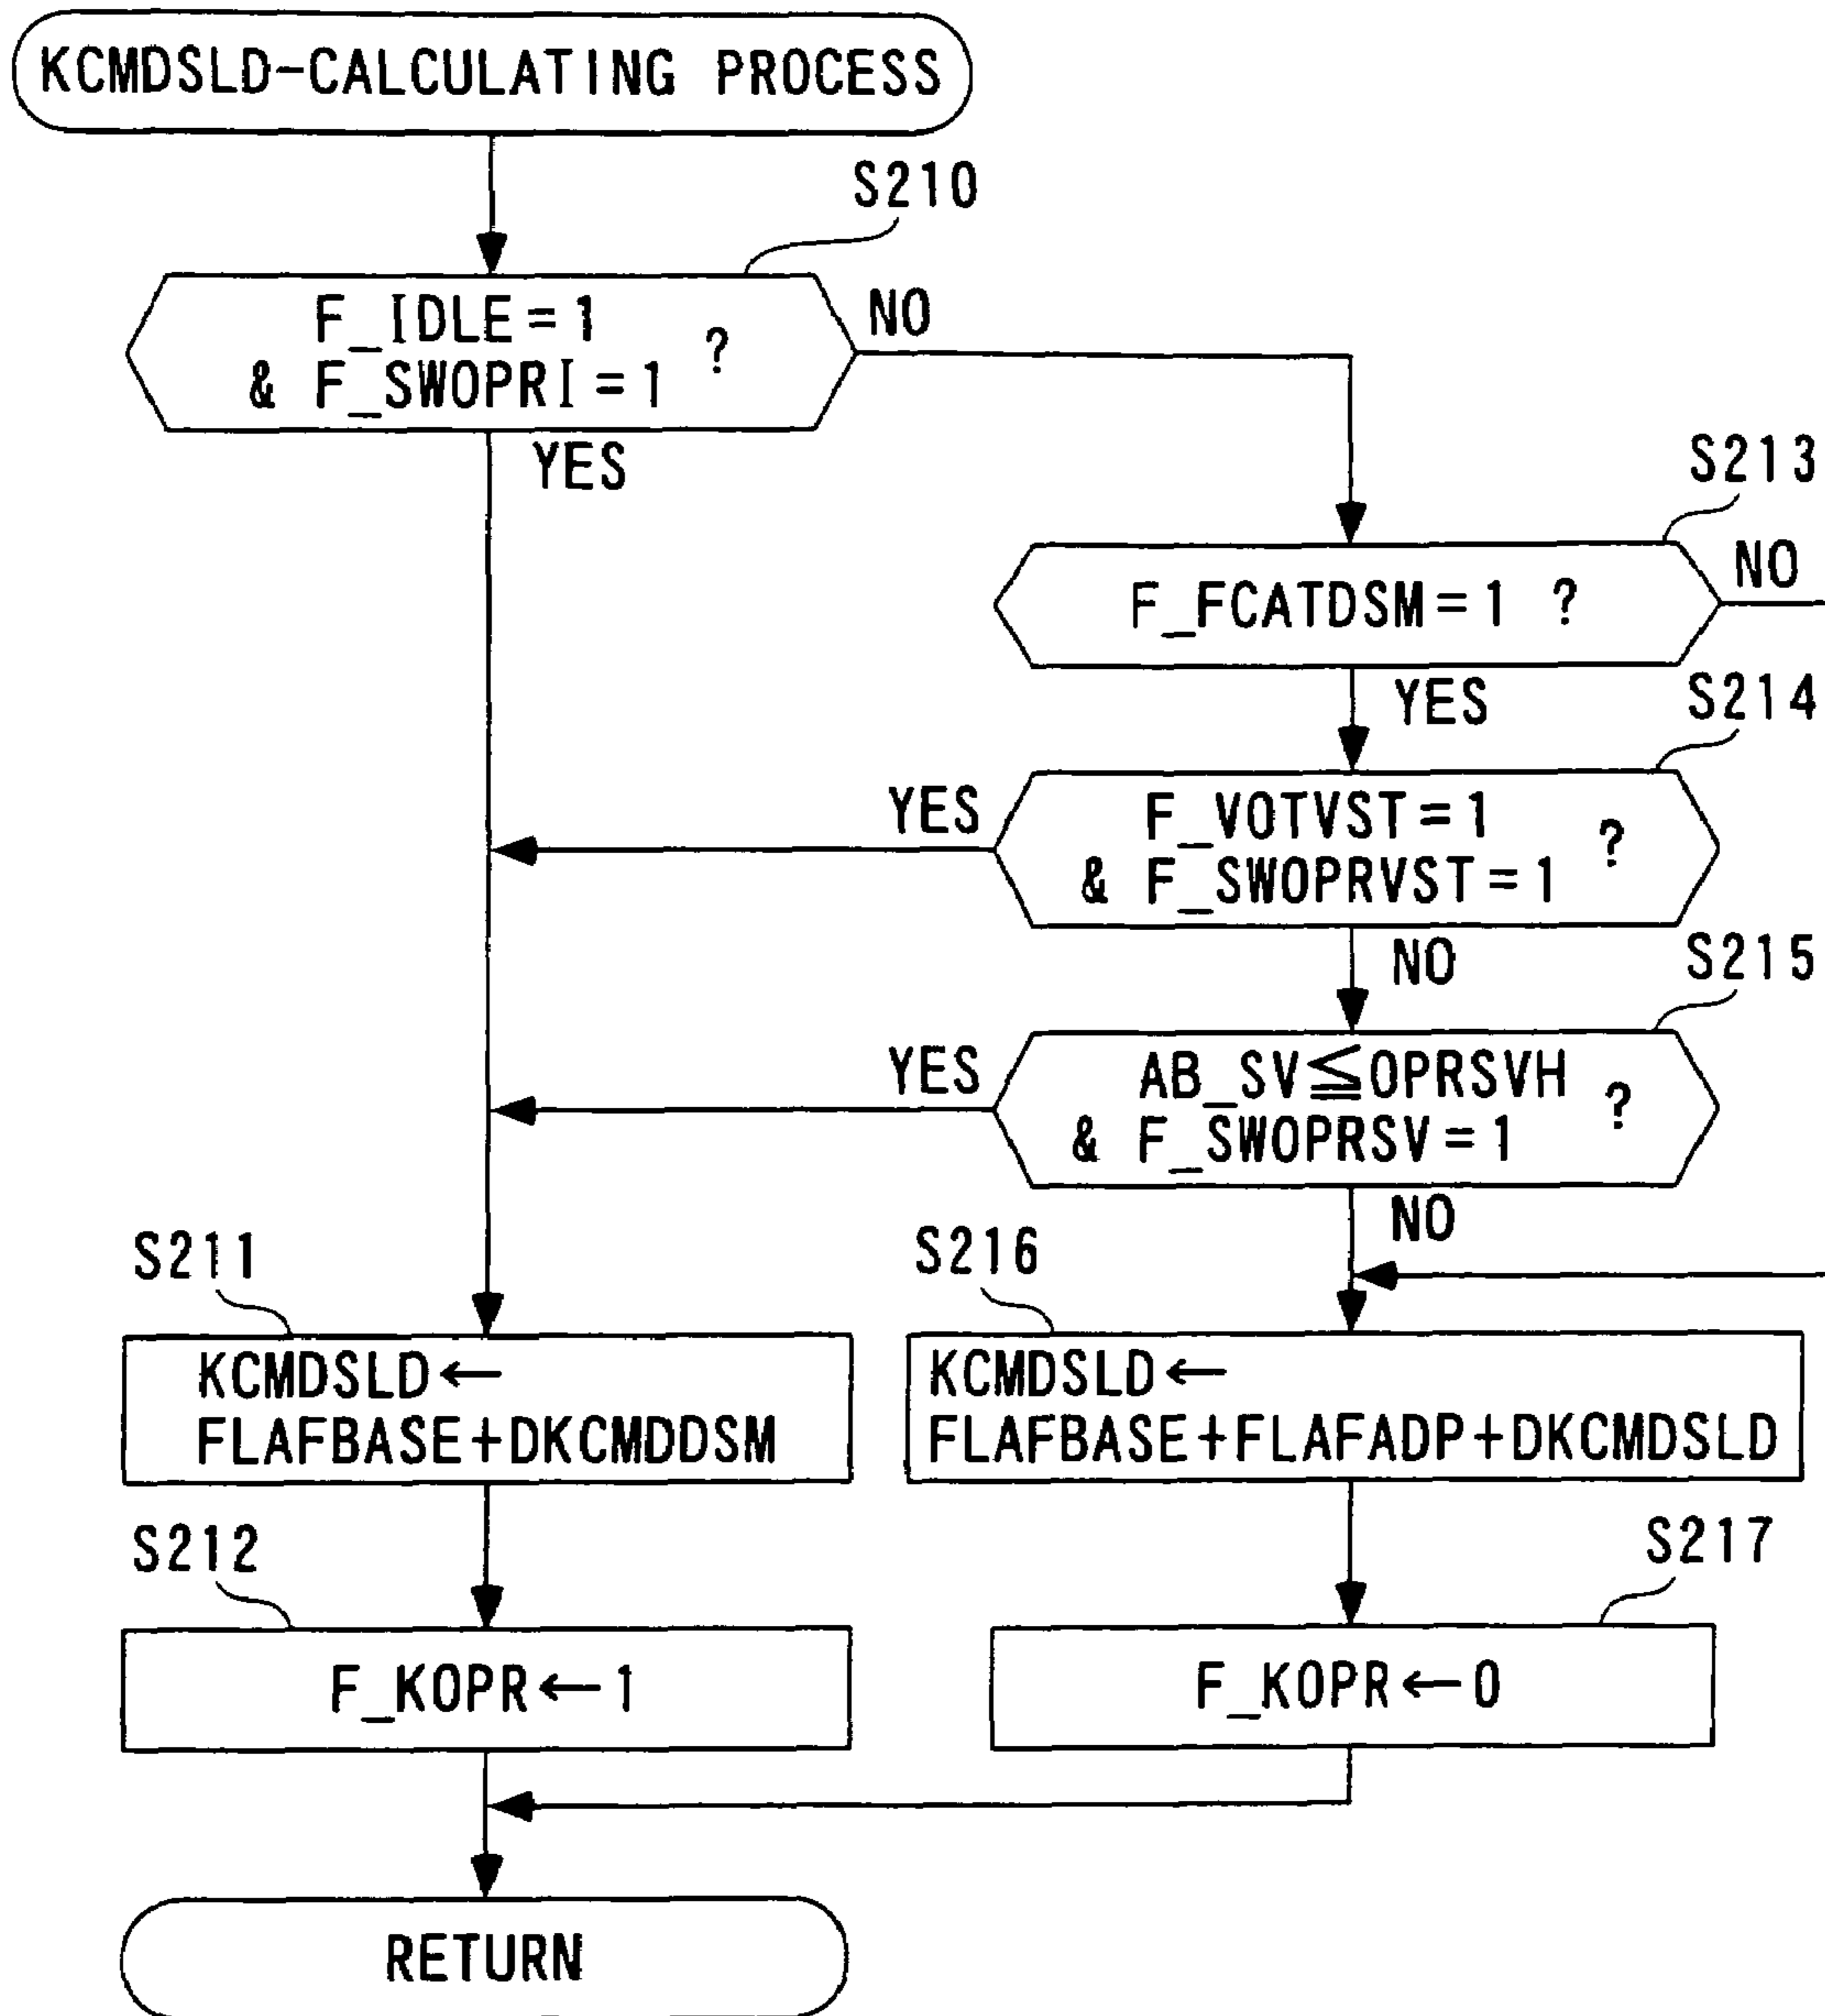 KCMDSLD-CALCULATING PROCESS
S210
F_IDLE=1
& F_SWOPRI=1 ?
NO
YES
S213
F_FCATDSM=1 ?
NO
YES
S214
F_VOTVST=1
& F_SWOPRVST=1 ?
YES
NO
S215
AB_SV≦OPRSVH
& F_SWOPRSV=1 ?
YES
NO
S211
KCMDSLD←
FLAFBASE+DKCMDDSM
S216
KCMDSLD←
FLAFBASE+FLAFADP+DKCMDSLD
S212
F_KOPR←1
S217
F_KOPR←0
RETURN